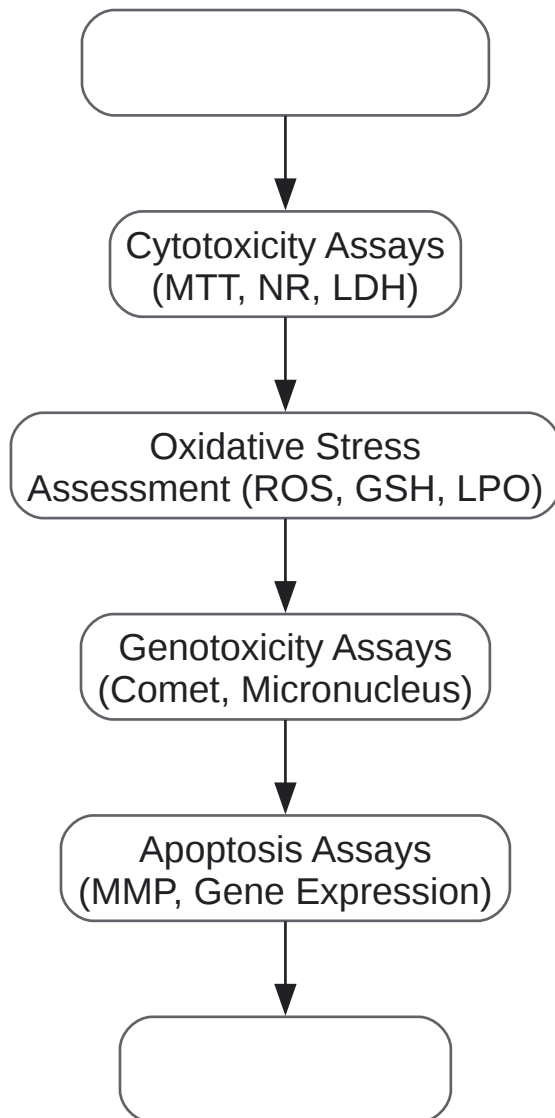 Cytotoxicity Assays
(MTT, NR, LDH)
Oxidative Stress
Assessment (ROS, GSH, LPO)
Genotoxicity Assays
(Comet, Micronucleus)
Apoptosis Assays
(MMP, Gene Expression)